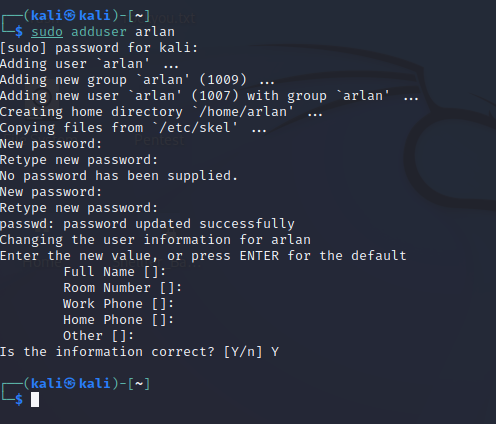 ┌──(kali㉿kali)-[~]
└─$ sudo adduser arlan
[sudo] password for kali:
Adding user `arlan' ...
Adding new group `arlan' (1009) ...
Adding new user `arlan' (1007) with group `arlan' ...
Creating home directory `/home/arlan' ...
Copying files from `/etc/skel' ...
New password:
Retype new password:
No password has been supplied.
New password:
Retype new password:
passwd: password updated successfully
Changing the user information for arlan
Enter the new value, or press ENTER for the default
        Full Name []:
        Room Number []:
        Work Phone []:
        Home Phone []:
        Other []:
Is the information correct? [Y/n] Y

┌──(kali㉿kali)-[~]
└─$